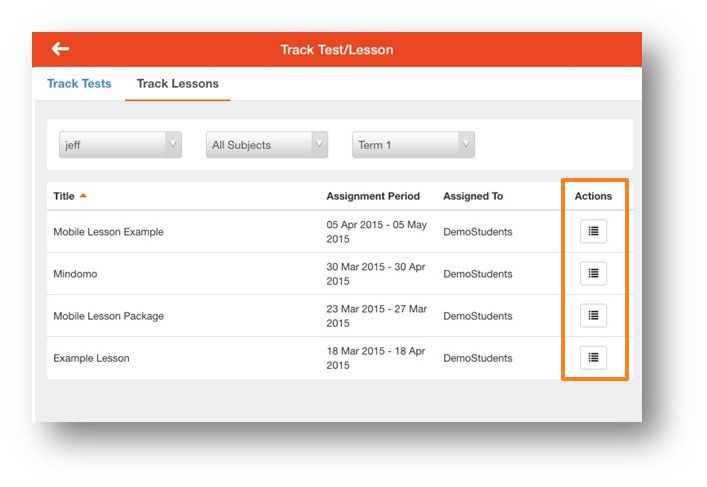 Track Test/Lesson
Track Tests Track Lessons
jeff All Subjects Term 1
Title Assignment Period Assigned To Actions
Mobile Lesson Example 05 Apr 2015 - 05 May DemoStudents
2015
Mindomo 30 Mar 2015 - 30 Apr DemoStudents
2015
Mobile Lesson Package 23 Mar 2015 - 27 Mar DemoStudents
2015
Example Lesson 18 Mar 2015 - 18 Apr DemoStudents
2015